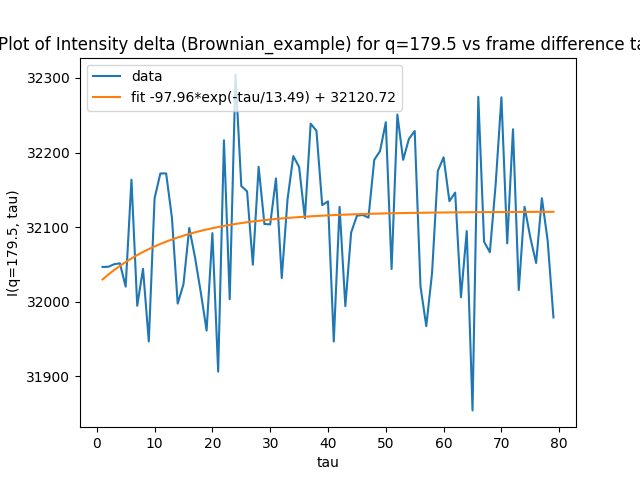 Plot of Intensity delta (Brownian_example) for q=179.5 vs frame difference ta
32300
32200
32100
32000
31900
I(q=179.5, tau)
data
fit -97.96*exp(-tau/13.49) + 32120.72
0 10 20 30 40 50 60 70 80
tau